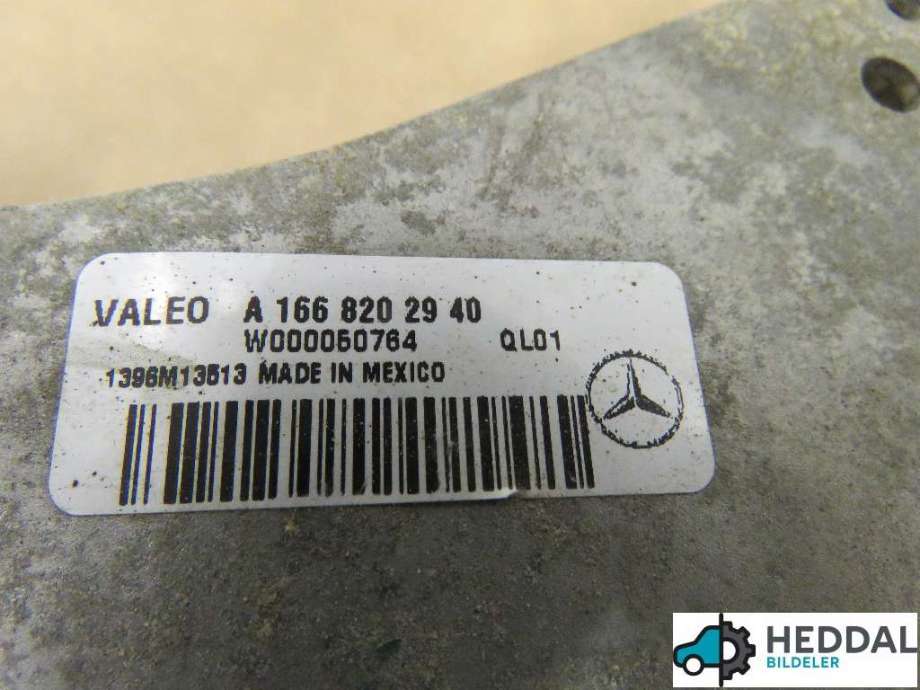 VALEO A 166 820 29 40
W000050764 QL01
1396M13513 MADE IN MEXICO
HEDDAL
BILDELER